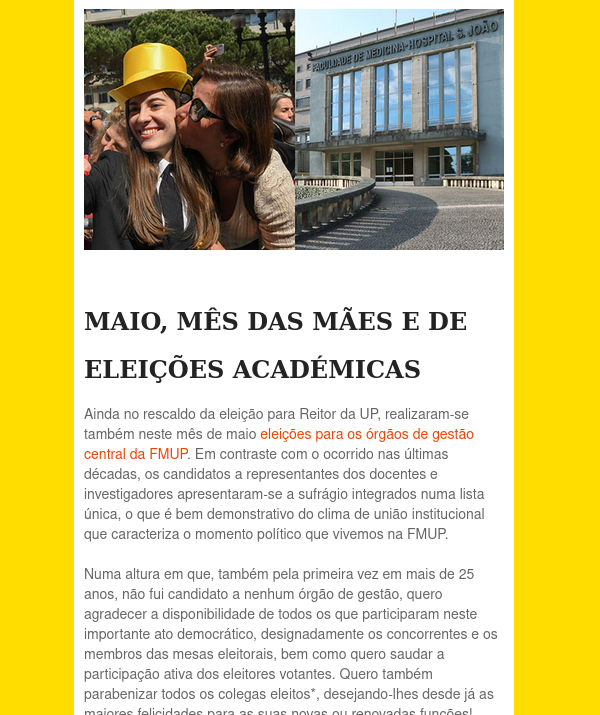 FACULDADE DE MEDICINA-HOSPITAL S. JOÃO
MAIO, MÊS DAS MÃES E DE
ELEIÇÕES ACADÉMICAS
Ainda no rescaldo da eleição para Reitor da UP, realizaram-se
também neste mês de maio eleições para os órgãos de gestão
central da FMUP. Em contraste com o ocorrido nas últimas
décadas, os candidatos a representantes dos docentes e
investigadores apresentaram-se a sufrágio integrados numa lista
única, o que é bem demonstrativo do clima de união institucional
que caracteriza o momento político que vivemos na FMUP.
Numa altura em que, também pela primeira vez em mais de 25
anos, não fui candidato a nenhum órgão de gestão, quero
agradecer a disponibilidade de todos os que participaram neste
importante ato democrático, designadamente os concorrentes e os
membros das mesas eleitorais, bem como quero saudar a
participação ativa dos eleitores votantes. Quero também
parabenizar todos os colegas eleitos*, desejando-lhes desde já as
maiores felicidades para as suas novas ou renovadas funções!